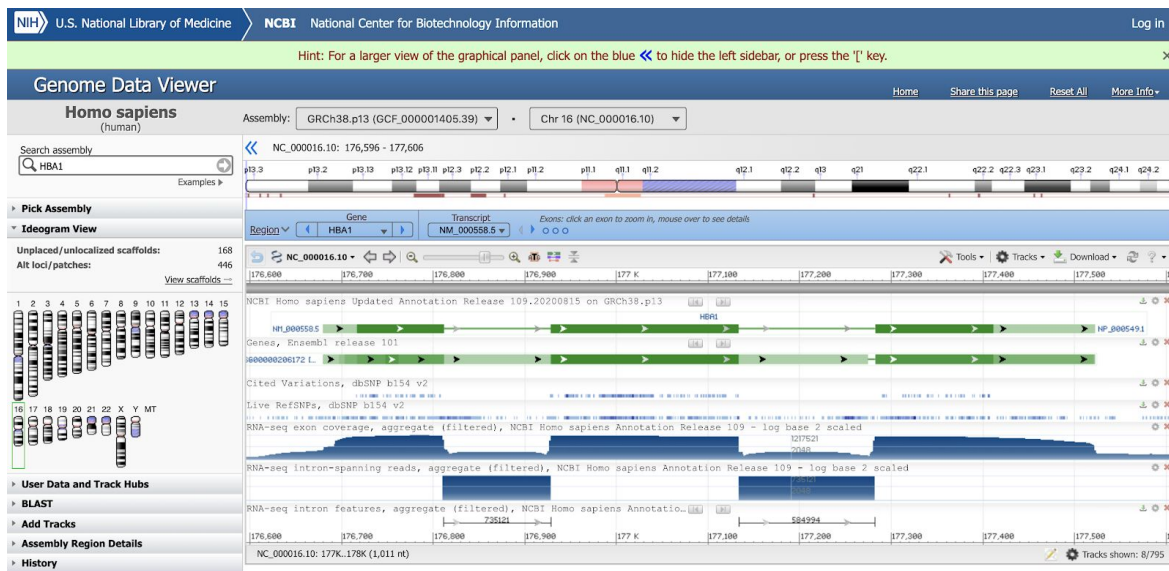 NIH U.S. National Library of Medicine NCBI National Center for Biotechnology Information Log in
Hint: For a larger view of the graphical panel, click on the blue << to hide the left sidebar, or press the '[' key.
Genome Data Viewer
Home Share this page Reset All More Info
Homo sapiens
(human)
Assembly: GRCh38.p13 (GCF_000001405.39) Chr 16 (NC_000016.10)
Search assembly
HBA1
Examples
NC_000016.10: 176,596 - 177,606
p13.3 p13.2 p13.13 p13.12 p13.11 p12.3 p12.2 p12.1 p11.2 p11.1 q11.1 q11.2 q12.1 q12.2 q13 q21 q22.1 q22.2 q22.3 q23.1 q23.2 q24.1 q24.2
Pick Assembly
Ideogram View
Region Gene HBA1 Transcript NM_000558.5 Exons: click an exon to zoom in, mouse over to see details
Unplaced/unlocalized scaffolds: 168
Alt loci/patches: 446
View scaffolds
NC_000016.10 Tools Tracks Download ?
176,600 176,700 176,800 176,900 177 K 177,100 177,200 177,300 177,400 177,500
NCBI Homo sapiens Updated Annotation Release 109.20200815 on GRCh38.p13
HBA1
NM_000558.5 NP_000549.1
Genes, Ensembl release 101
Cited Variations, dbSNP b154 v2
Live RefSNPs, dbSNP b154 v2
RNA-seq exon coverage, aggregate (filtered), NCBI Homo sapiens Annotation Release 109 - log base 2 scaled
1217521
2048
RNA-seq intron-spanning reads, aggregate (filtered), NCBI Homo sapiens Annotation Release 109 - log base 2 scaled
735121
RNA-seq intron features, aggregate (filtered), NCBI Homo sapiens Annotatio...
735121 584994
176,600 176,700 176,800 176,900 177 K 177,100 177,200 177,300 177,400 177,500
NC_000016.10: 177K..178K (1,011 nt) Tracks shown: 8/795
1 2 3 4 5 6 7 8 9 10 11 12 13 14 15
16 17 18 19 20 21 22 X Y MT
User Data and Track Hubs
BLAST
Add Tracks
Assembly Region Details
History